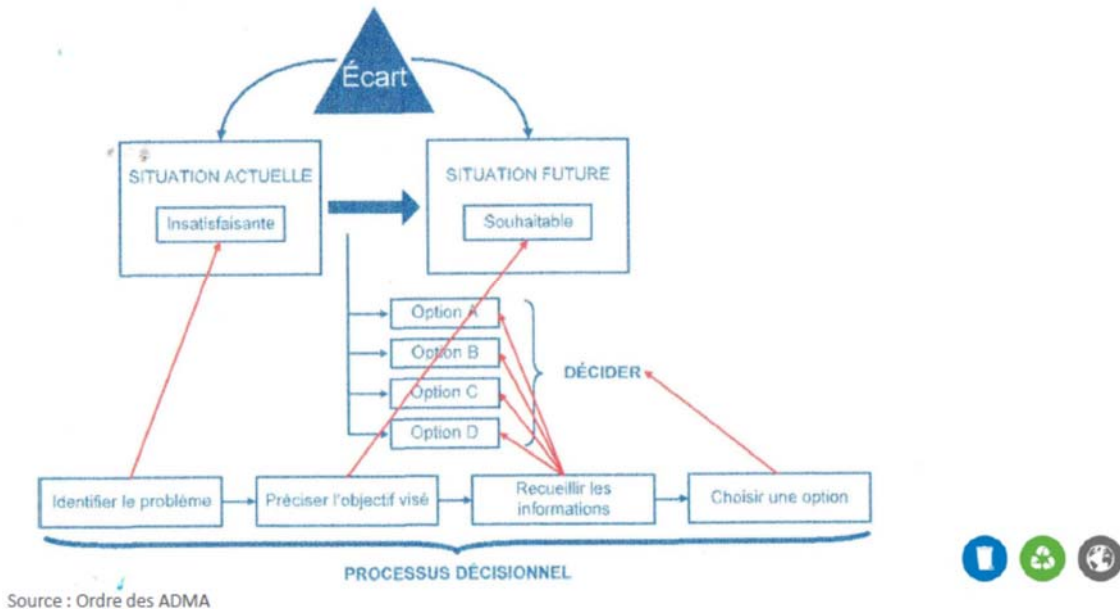 Écart
SITUATION ACTUELLE
Insatisfaisante
SITUATION FUTURE
Souhaitable
Option A
Option B
Option C
Option D
DÉCIDER
Identifier le problème
Préciser l'objectif visé
Recueillir les
informations
Choisir une option
PROCESSUS DÉCISIONNEL
Source : Ordre des ADMA